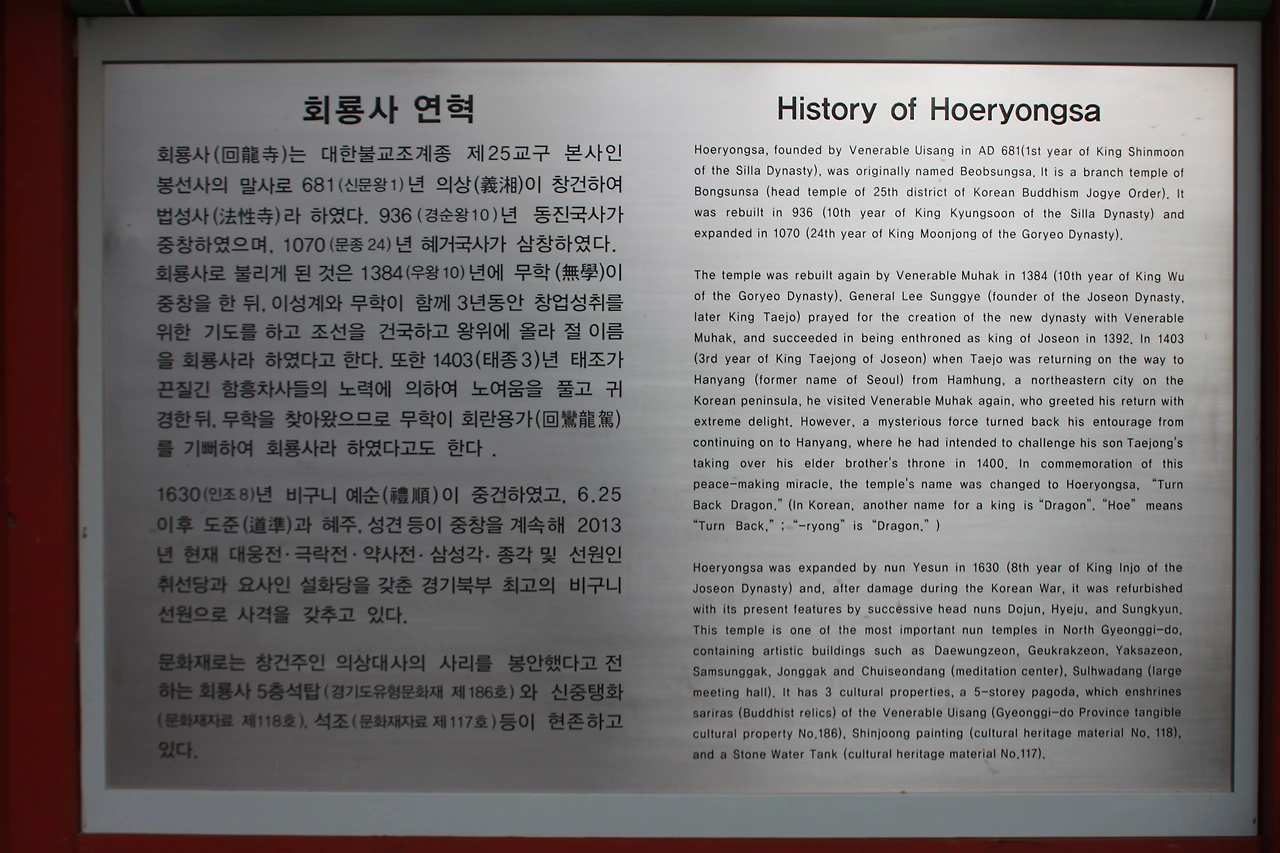 회룡사 연혁
회룡사(回龍寺)는 대한불교조계종 제25교구 본사인
봉선사의 말사로 681(신문왕1)년 의상(義湘)이 창건하여
법성사(法性寺)라 하였다. 936(경순왕10)년 동진국사가
중창하였으며, 1070(문종 24)년 혜거국사가 삼창하였다.
회룡사로 불리게 된 것은 1384(우왕10)년에 무학(無學)이
중창을 한 뒤, 이성계와 무학이 함께 3년동안 창업성취를
위한 기도를 하고 조선을 건국하고 왕위에 올라 절 이름
을 회룡사라 하였다고 한다. 또한 1403(태종3)년 태조가
끈질긴 함흥차사들의 노력에 의하여 노여움을 풀고 귀
경한뒤, 무학을 찾아왔으므로 무학이 회란용가(回鸞龍駕)
를 기뻐하여 회룡사라 하였다고도 한다.
1630(인조8)년 비구니 예순(禮順)이 중건하였고, 6.25
이후 도준(道準)과 혜주, 성견 등이 중창을 계속해 2013
년 현재 대웅전·극락전·약사전·삼성각·종각 및 선원인
취선당과 요사인 설화당을 갖춘 경기북부 최고의 비구니
선원으로 사격을 갖추고 있다.
문화재로는 창건주인 의상대사의 사리를 봉안했다고 전
하는 회룡사 5층석탑(경기도유형문화재 제186호)와 신중탱화
(문화재자료 제118호), 석조(문화재자료 제117호)등이 현존하고
있다.
History of Hoeryongsa
Hoeryongsa, founded by Venerable Uisang in AD 681(1st year of King Shinmoon
of the Silla Dynasty), was originally named Beobsungsa. It is a branch temple of
Bongsunsa (head temple of 25th district of Korean Buddhism Jogye Order). It
was rebuilt in 936 (10th year of King Kyungsoon of the Silla Dynasty) and
expanded in 1070 (24th year of King Moonjong of the Goryeo Dynasty).
The temple was rebuilt again by Venerable Muhak in 1384 (10th year of King Wu
of the Goryeo Dynasty). General Lee Sunggye (founder of the Joseon Dynasty,
later King Taejo) prayed for the creation of the new dynasty with Venerable
Muhak, and succeeded in being enthroned as king of Joseon in 1392. In 1403
(3rd year of King Taejong of Joseon) when Taejo was returning on the way to
Hanyang (former name of Seoul) from Hamhung, a northeastern city on the
Korean peninsula, he visited Venerable Muhak again, who greeted his return with
extreme delight. However, a mysterious force turned back his entourage from
continuing on to Hanyang, where he had intended to challenge his son Taejong's
taking over his elder brother's throne in 1400. In commemoration of this
peace-making miracle, the temple's name was changed to Hoeryongsa, "Turn
Back Dragon." (In Korean, another name for a king is "Dragon". "Hoe" means
"Turn Back," ; "-ryong" is "Dragon." )
Hoeryongsa was expanded by nun Yesun in 1630 (8th year of King Injo of the
Joseon Dynasty) and, after damage during the Korean War, it was refurbished
with its present features by successive head nuns Dojun, Hyeju, and Sungkyun.
This temple is one of the most important nun temples in North Gyeonggi-do,
containing artistic buildings such as Daewungzeon, Geukrakzeon, Yaksazeon,
Samsunggak, Jonggak and Chuiseondang (meditation center), Sulhwadang (large
meeting hall). It has 3 cultural properties, a 5-storey pagoda, which enshrines
sariras (Buddhist relics) of the Venerable Uisang (Gyeonggi-do Province tangible
cultural property No.186), Shinjoong painting (cultural heritage material No. 118),
and a Stone Water Tank (cultural heritage material No.117).